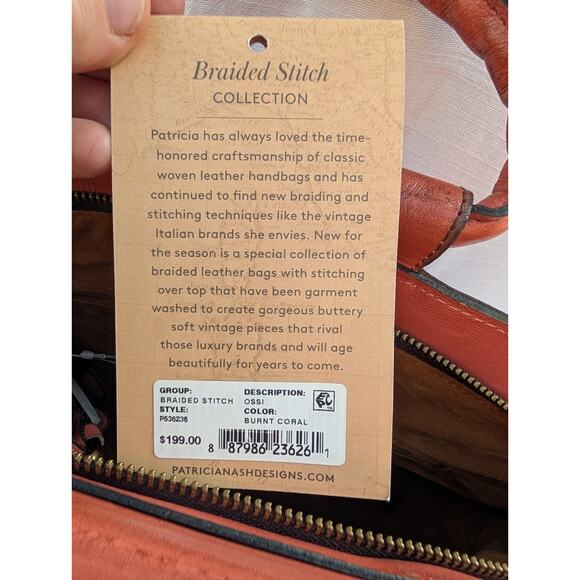 Braided Stitch
COLLECTION
Patricia has always loved the time-
honored craftsmanship of classic
woven leather handbags and has
continued to find new braiding and
stitching techniques like the vintage
Italian brands she envies. New for
the season is a special collection of
braided leather bags with stitching
over top that have been garment
washed to create gorgeous buttery
soft vintage pieces that rival
those luxury brands and will age
beautifully for years to come.
GROUP: DESCRIPTION:
BRAIDED STITCH OSSI
STYLE: COLOR:
P536236 BURNT CORAL
$199.00
8 87986 23626 1
PATRICIANASHDESIGNS.COM